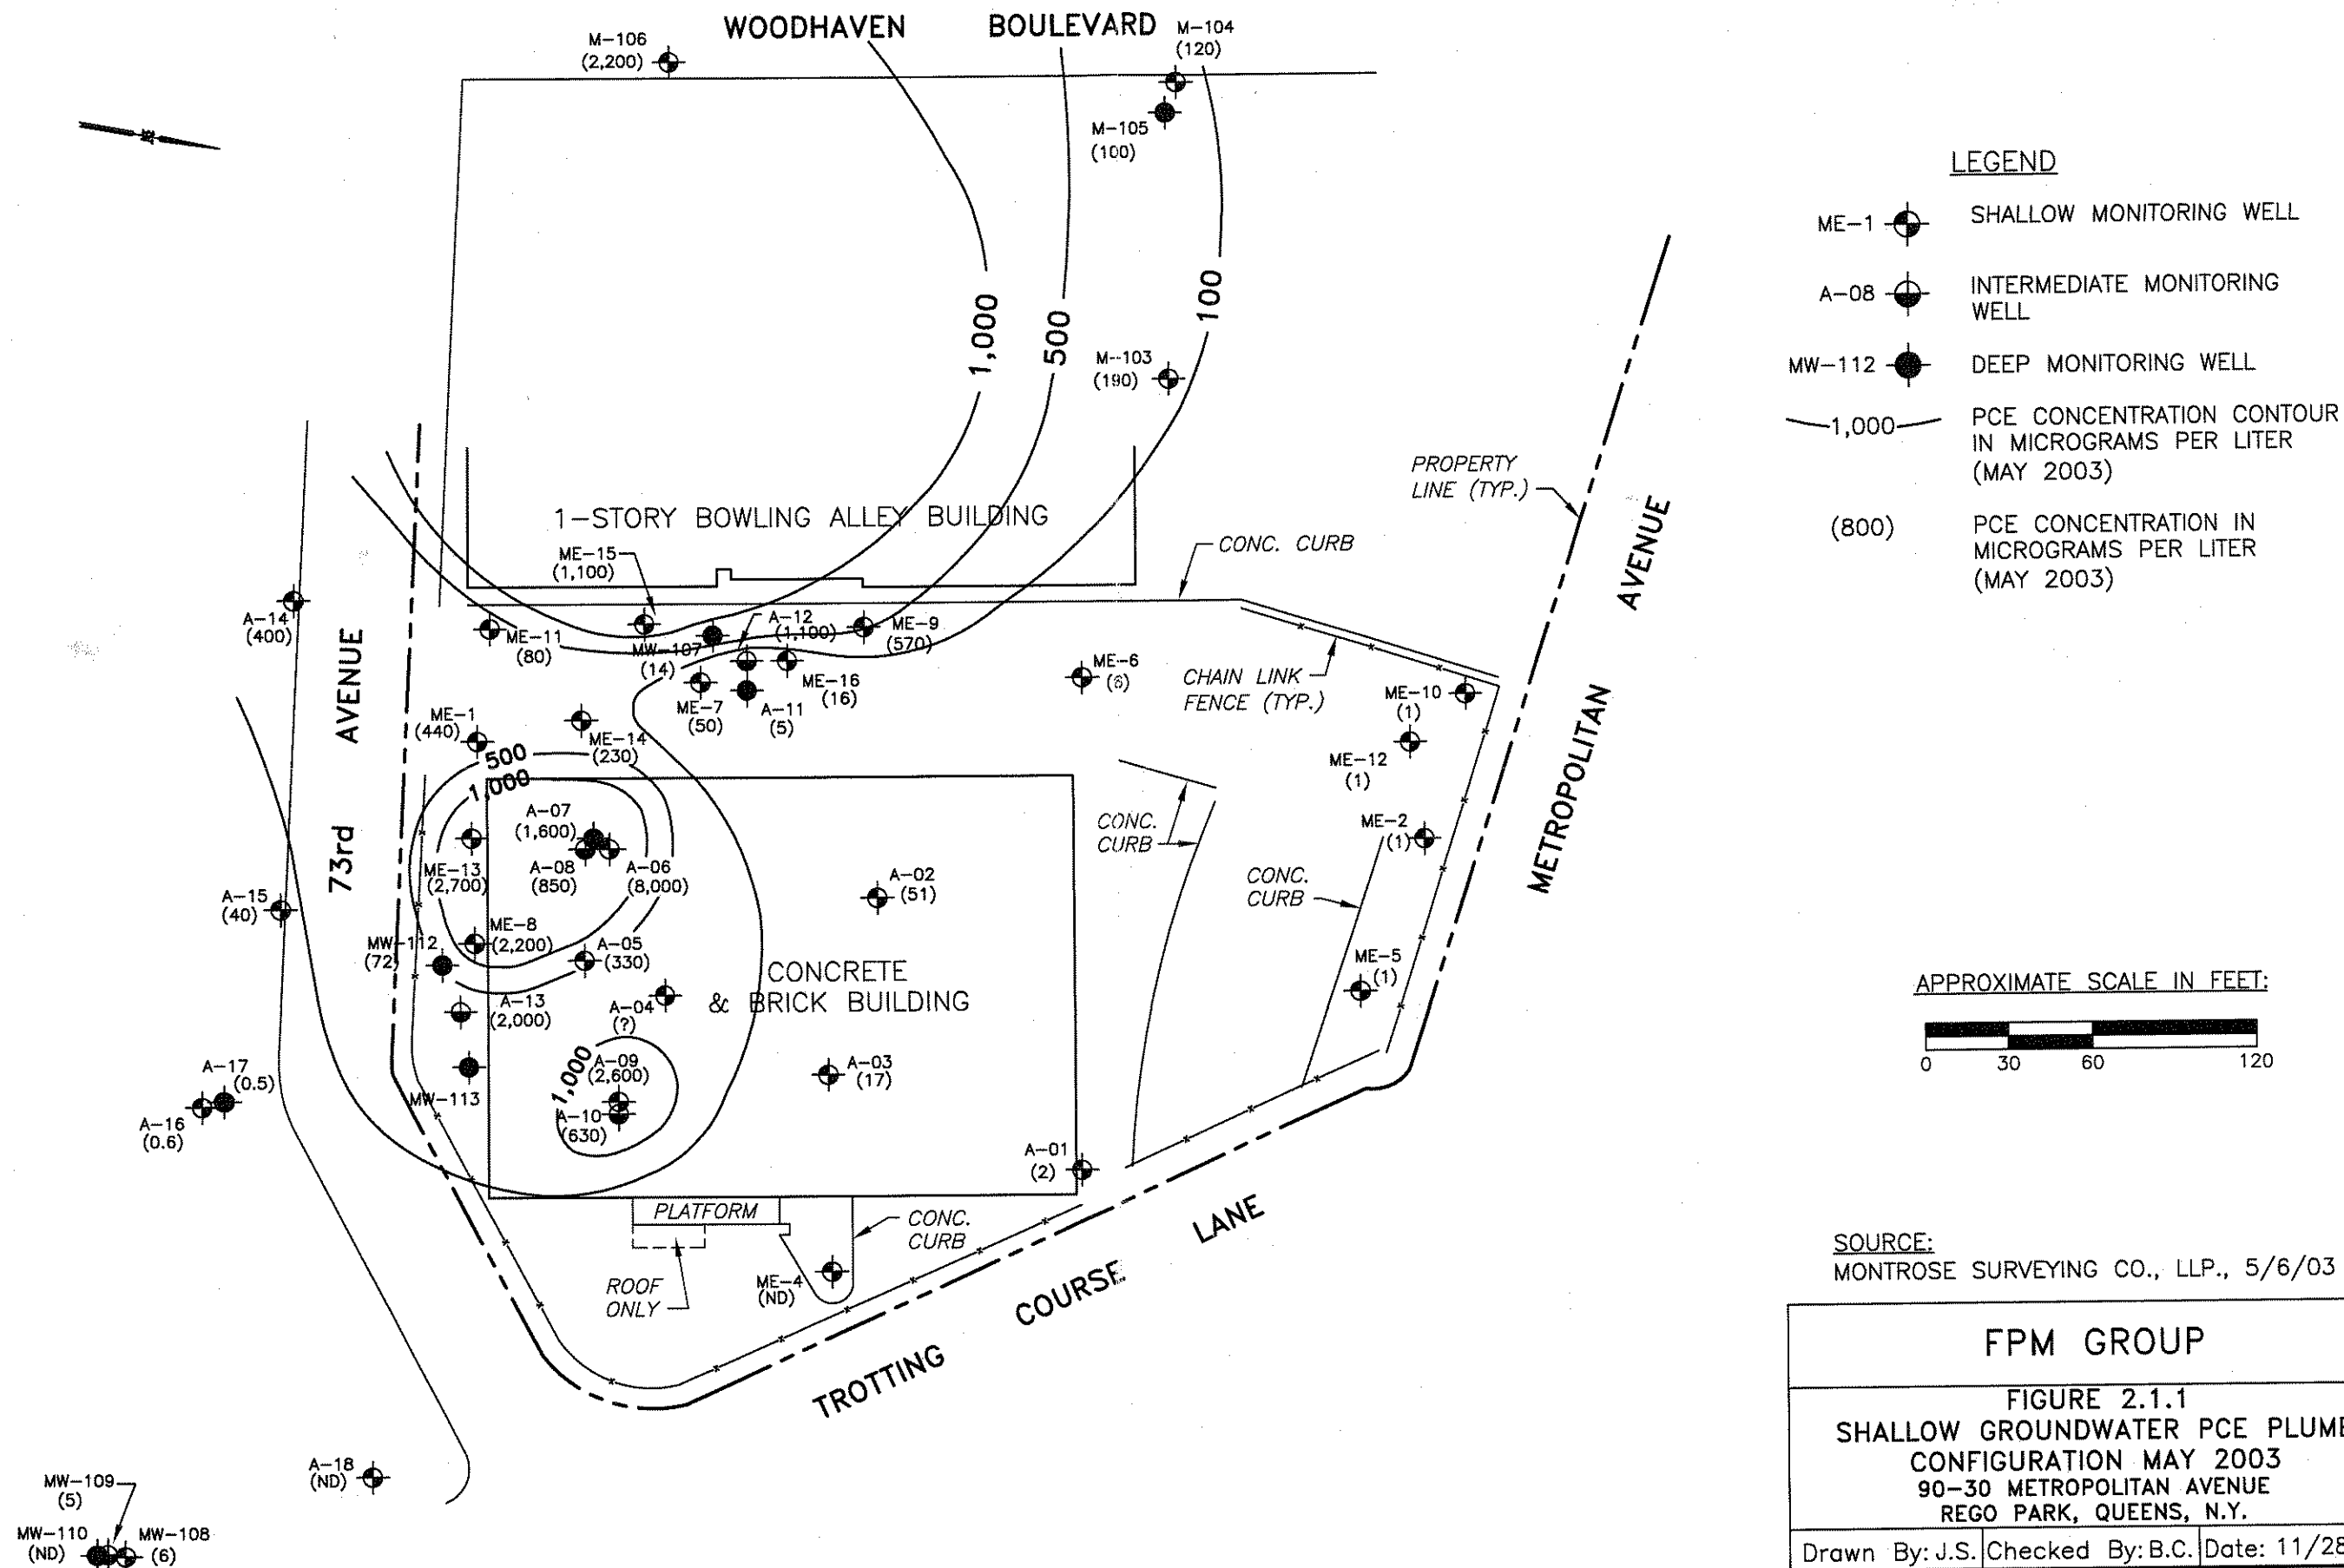 WOODHAVEN BOULEVARD
M-106
(2,200)
M-104
(120)
M-105
(100)
1,000
500
100
M-103
(190)
PROPERTY
LINE (TYP.)
1-STORY BOWLING ALLEY BUILDING
CONC. CURB
ME-15
(1,100)
A-14
(400)
ME-11
(80)
MW-107
(14)
A-12
(1,100)
ME-9
(570)
ME-16
(16)
ME-7
(50)
A-11
(5)
ME-6
(6)
CHAIN LINK
FENCE (TYP.)
ME-10
(1)
ME-12
(1)
73rd AVENUE
METROPOLITAN AVENUE
ME-1
(440)
ME-14
(230)
500
1,000
A-07
(1,600)
ME-13
(2,700)
A-08
(850)
A-06
(8,000)
A-02
(51)
CONC.
CURB
ME-2
(1)
CONC.
CURB
A-15
(40)
MW-112
(72)
ME-8
(2,200)
A-05
(330)
ME-5
(1)
CONCRETE
& BRICK BUILDING
A-13
(2,000)
A-04
(?)
A-17
(0.5)
A-16
(0.6)
MW-113
1,000
A-09
(2,600)
A-10
(630)
A-03
(17)
A-01
(2)
PLATFORM
CONC.
CURB
ROOF
ONLY
ME-4
(ND)
TROTTING COURSE LANE
A-18
(ND)
MW-109
(5)
MW-110
(ND)
MW-108
(6)
LEGEND
ME-1 SHALLOW MONITORING WELL
A-08 INTERMEDIATE MONITORING
WELL
MW-112 DEEP MONITORING WELL
1,000 PCE CONCENTRATION CONTOUR
IN MICROGRAMS PER LITER
(MAY 2003)
(800) PCE CONCENTRATION IN
MICROGRAMS PER LITER
(MAY 2003)
APPROXIMATE SCALE IN FEET:
0 30 60 120
SOURCE:
MONTROSE SURVEYING CO., LLP., 5/6/03
FPM GROUP
FIGURE 2.1.1
SHALLOW GROUNDWATER PCE PLUME
CONFIGURATION MAY 2003
90-30 METROPOLITAN AVENUE
REGO PARK, QUEENS, N.Y.
Drawn By: J.S. Checked By: B.C. Date: 11/28